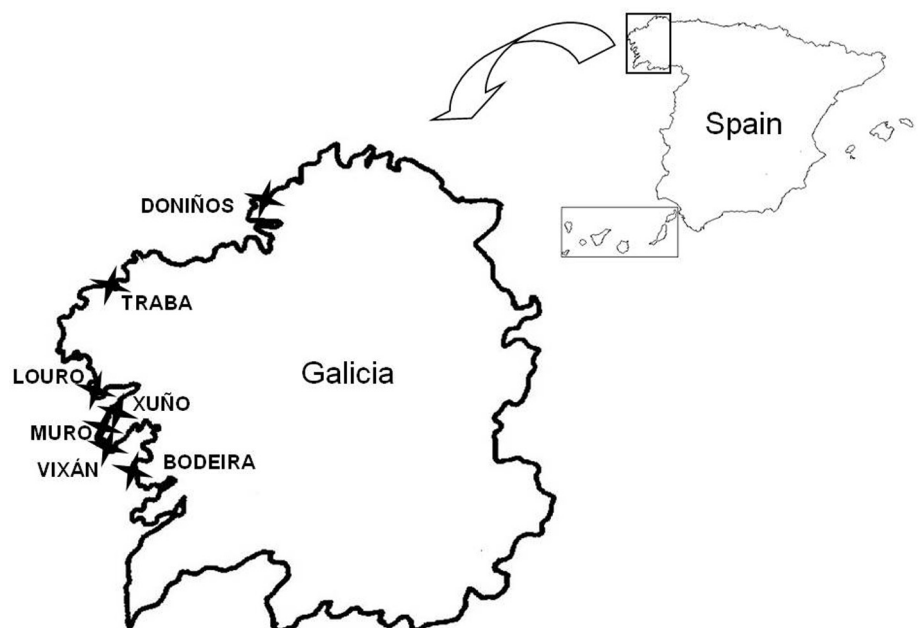 Spain
DONIÑOS
TRABA
Galicia
LOURO
XUÑO
MURO
VIXÁN
BODEIRA